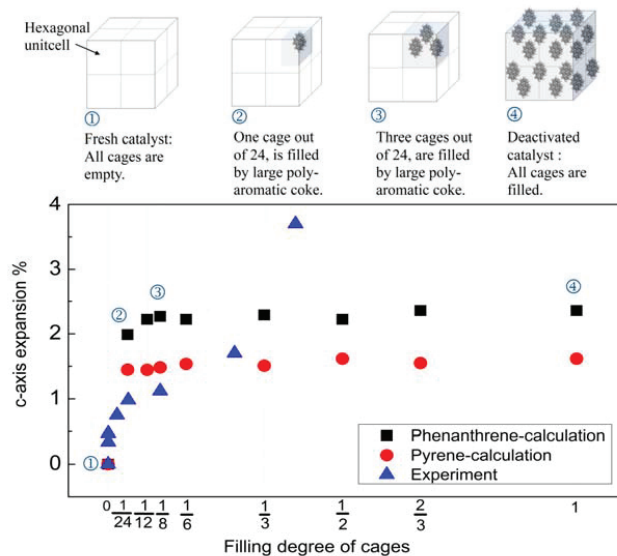 Hexagonal
unitcell
①
Fresh catalyst:
All cages are
empty.
②
One cage out
of 24, is filled
by large poly-
aromatic coke.
③
Three cages out
of 24, are filled
by large poly-
aromatic coke.
④
Deactivated
catalyst :
All cages are
filled.
c-axis expansion %
4
3
2
1
0
①
②
③
④
Phenanthrene-calculation
Pyrene-calculation
Experiment
0 1/24 1/12 1/8 1/6 1/3 1/2 2/3 1
Filling degree of cages